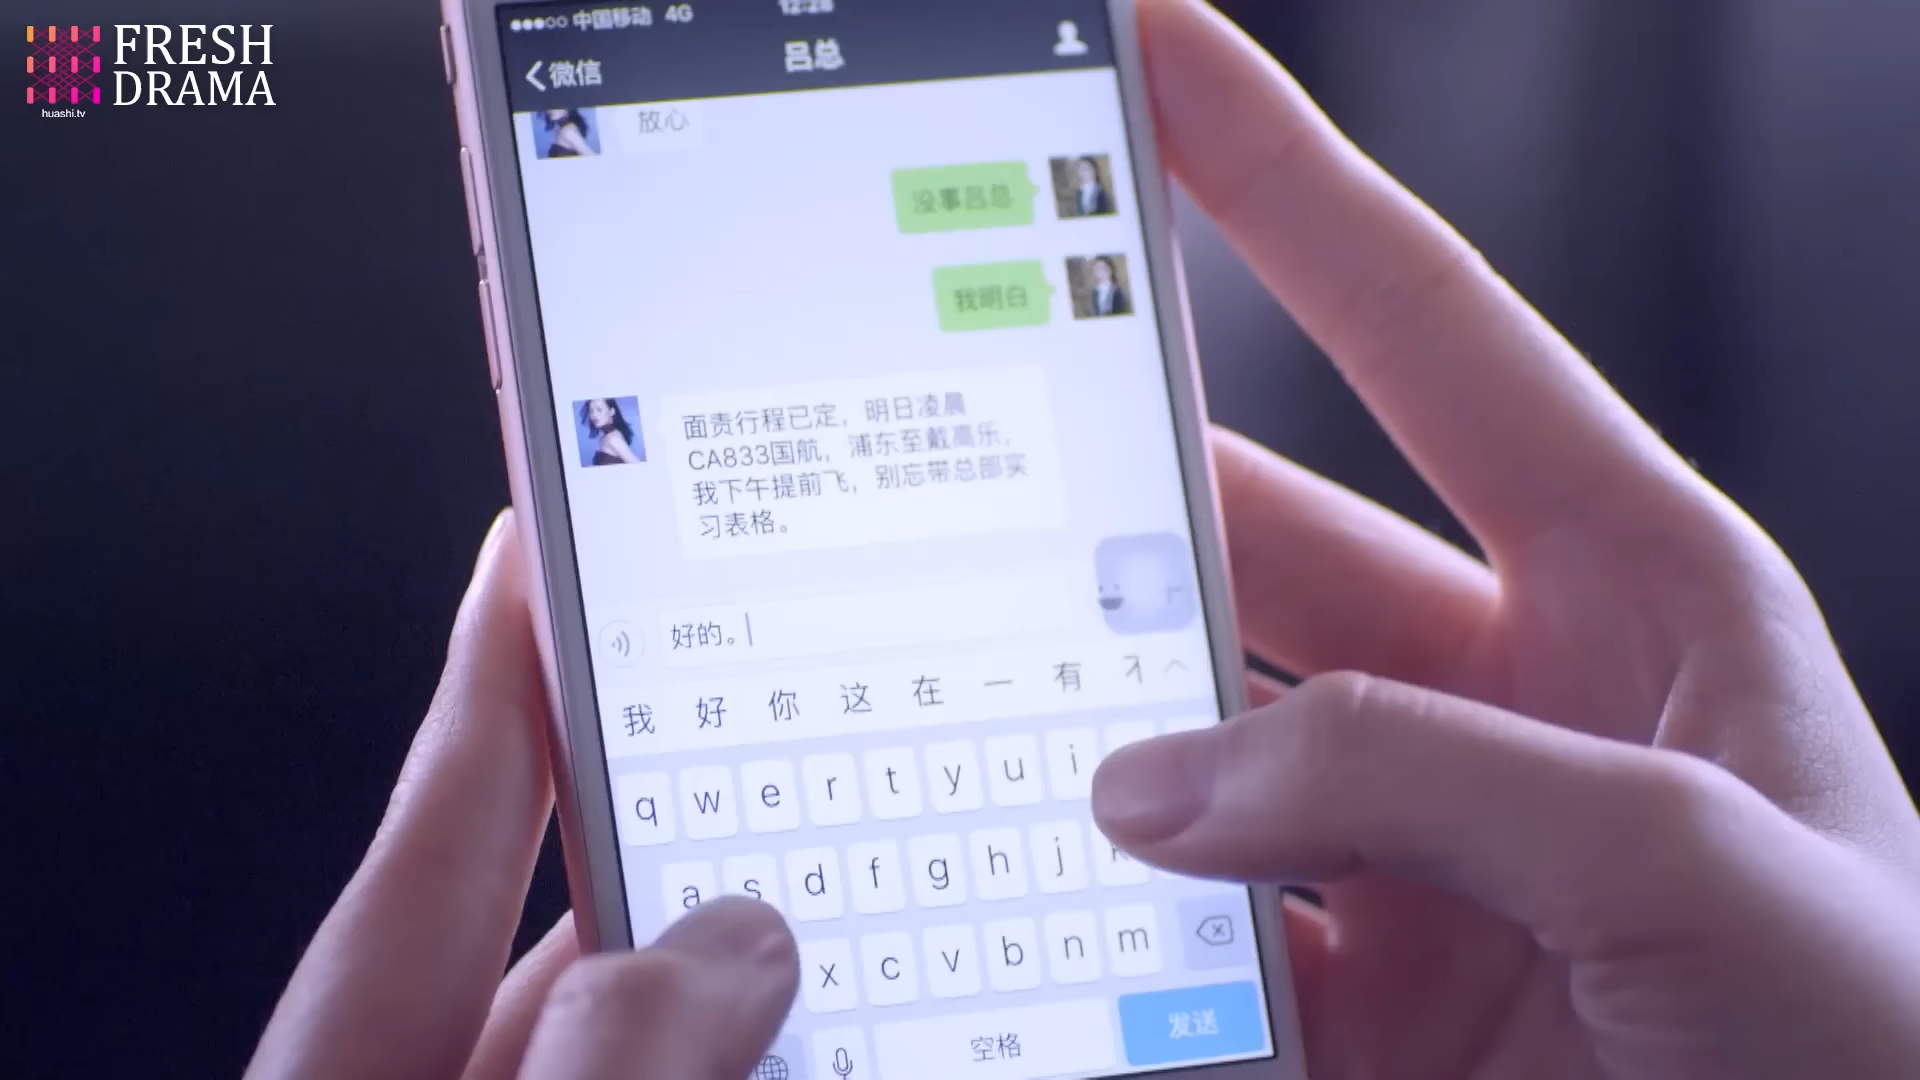 FRESH
DRAMA
huashi.tv
中国移动 4G
12:28
微信
吕总
放心
没事吕总
我明白
面责行程已定，明日凌晨
CA833国航，浦东至戴高乐，
我下午提前飞，别忘带总部实
习表格。
好的。
我 好 你 这 在 一 有
q w e r t y u i
a s d f g h j k
x c v b n m
空格
发送